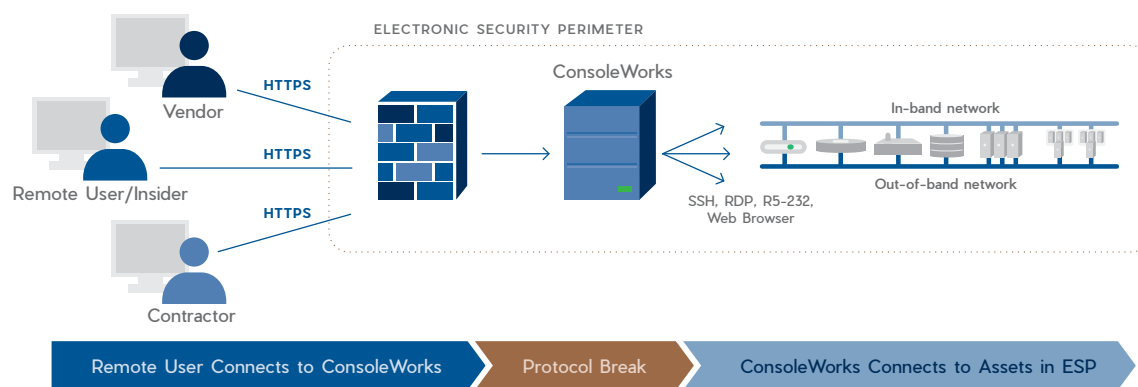 ELECTRONIC SECURITY PERIMETER
ConsoleWorks
HTTPS
Vendor
In-band network
HTTPS
Remote User/Insider
Out-of-band network
SSH, RDP, R5-232,
Web Browser
HTTPS
Contractor
Remote User Connects to ConsoleWorks
Protocol Break
ConsoleWorks Connects to Assets in ESP